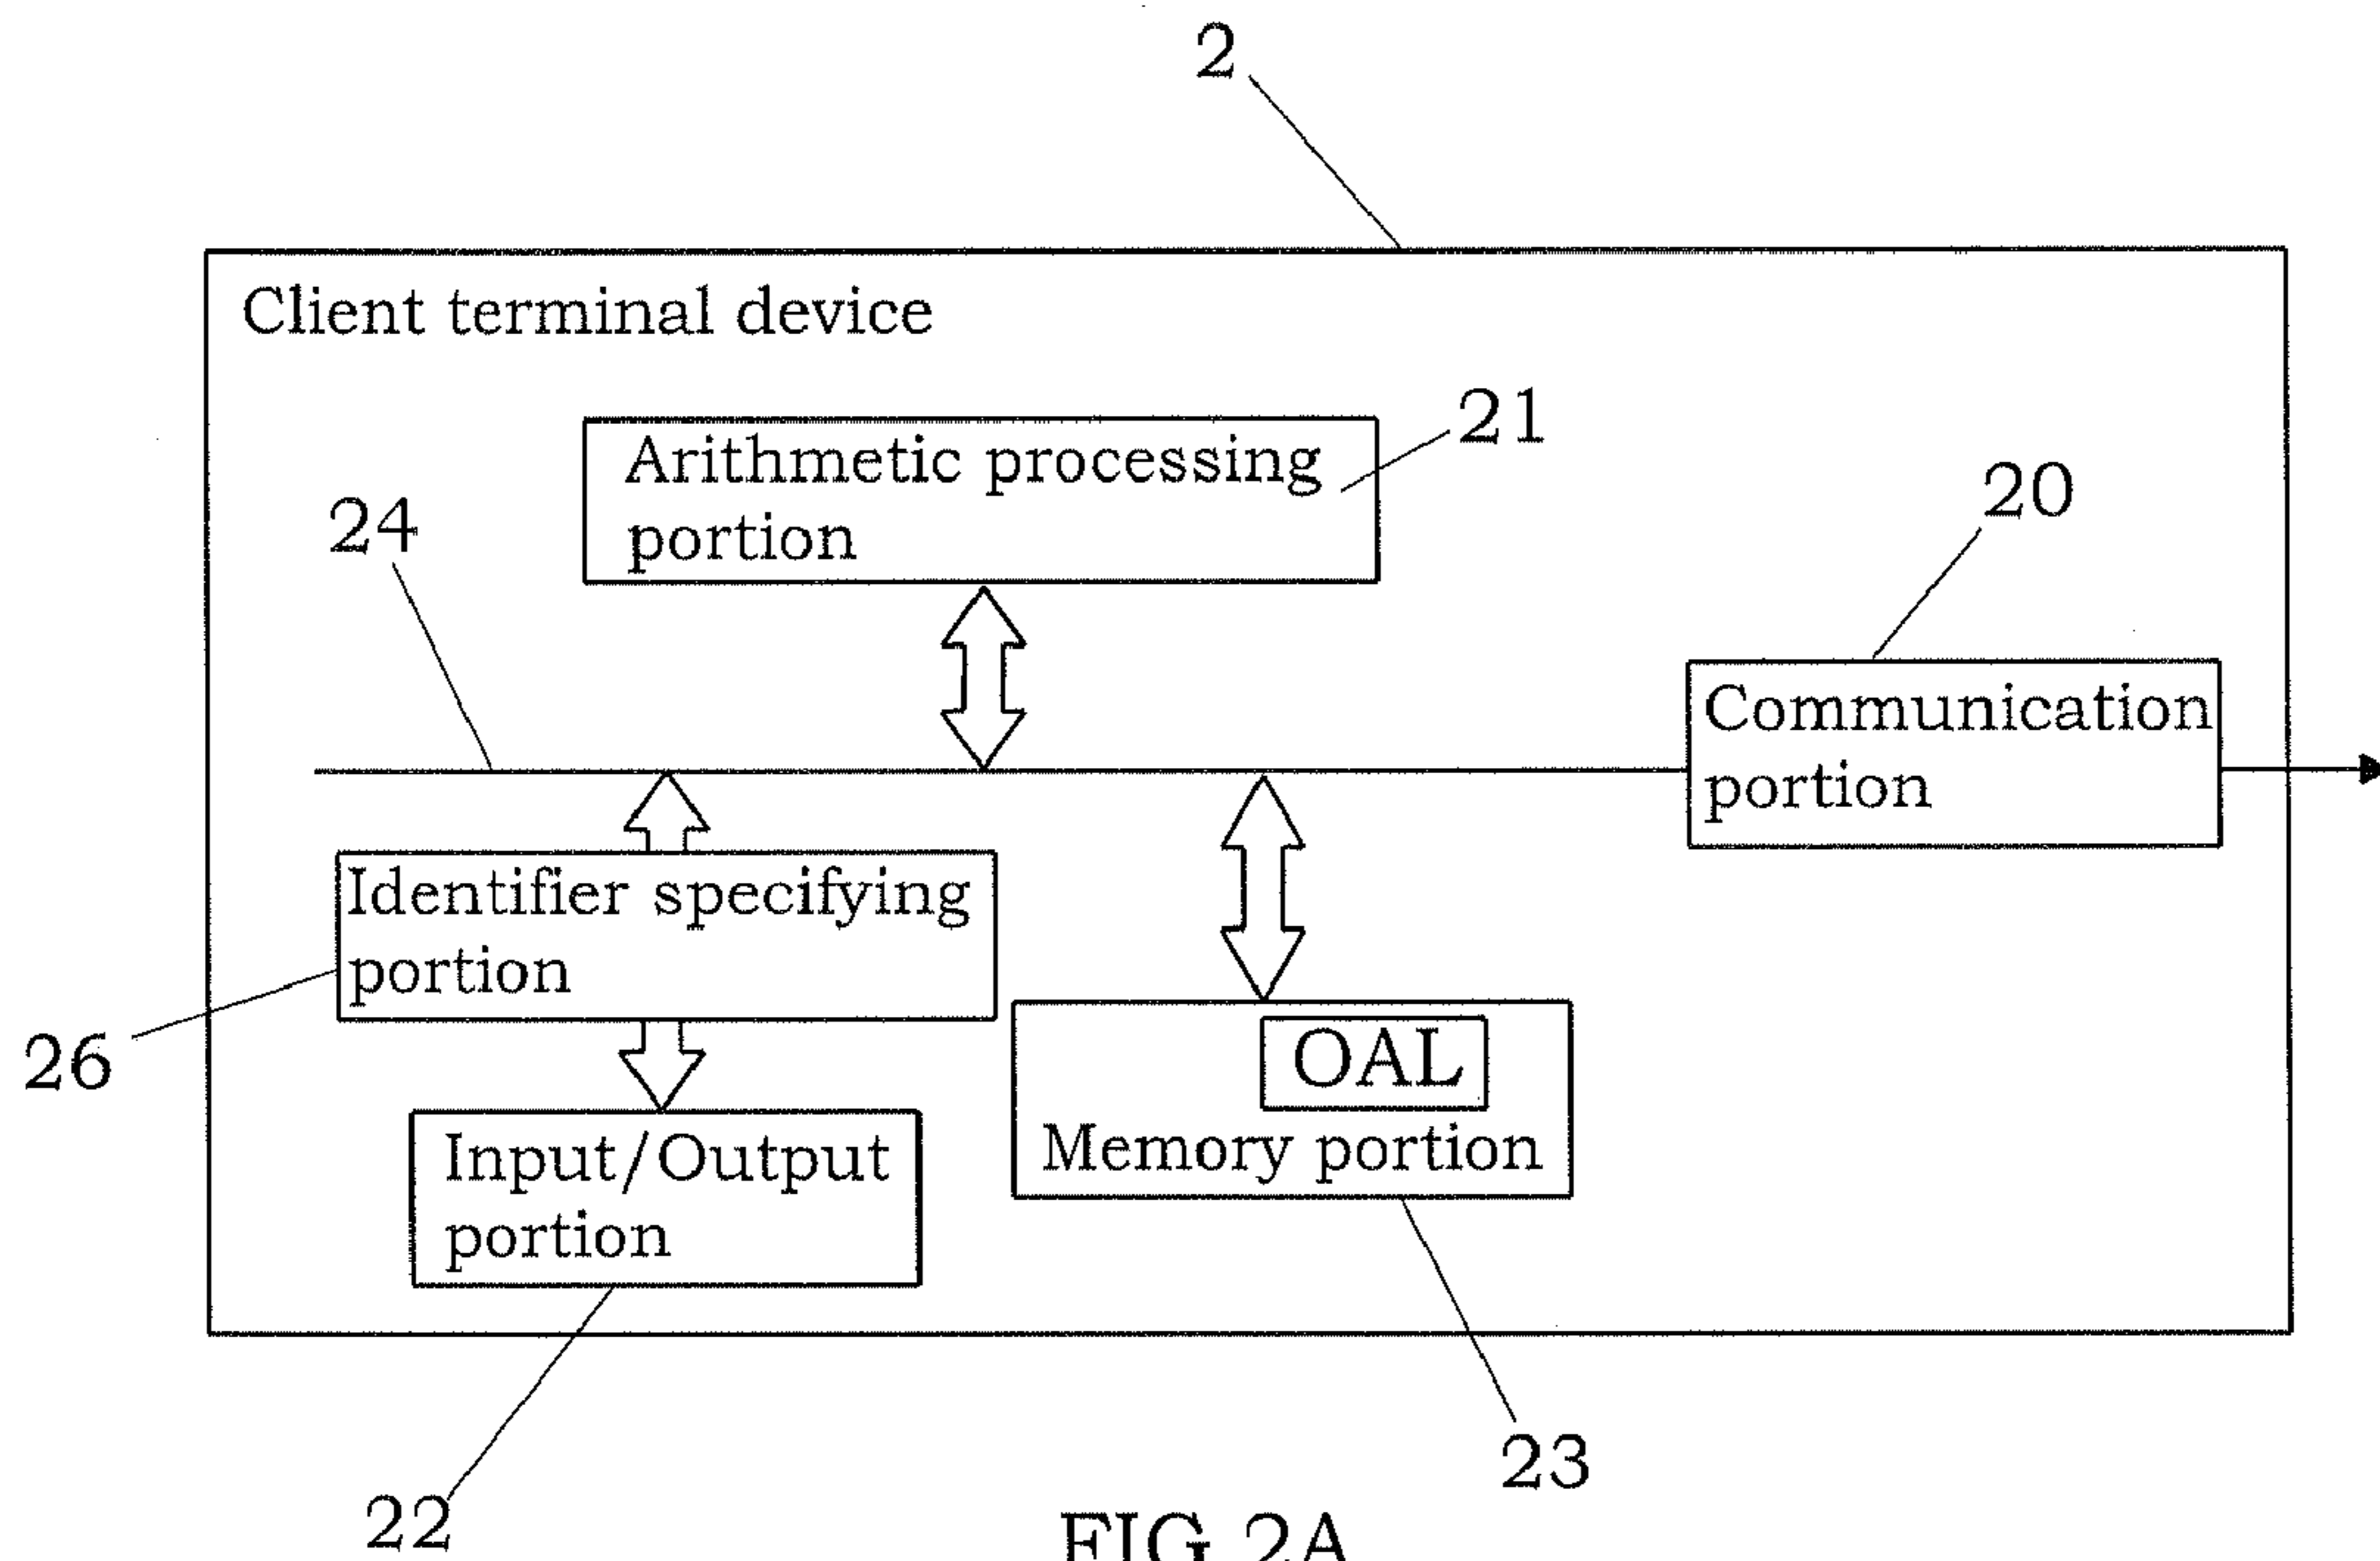 2
Client terminal device
21
Arithmetic processing
portion
24
20
Communication
portion
Identifier specifying
portion
26
OAL
Memory portion
Input/Output
portion
23
22
FIG.2A